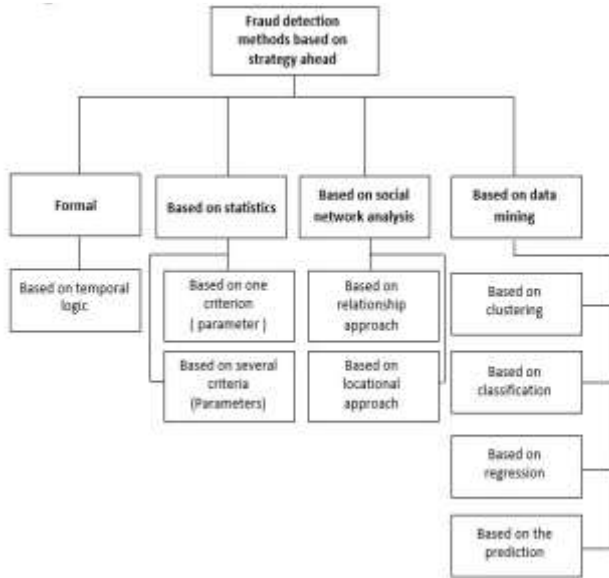 Fraud detection
methods based on
strategy ahead
Formal
Based on statistics
Based on social
network analysis
Based on data
mining
Based on temporal
logic
Based on one
criterion
( parameter )
Based on several
criteria
(Parameters)
Based on
relationship
approach
Based on
locational
approach
Based on
clustering
Based on
classification
Based on
regression
Based on the
prediction